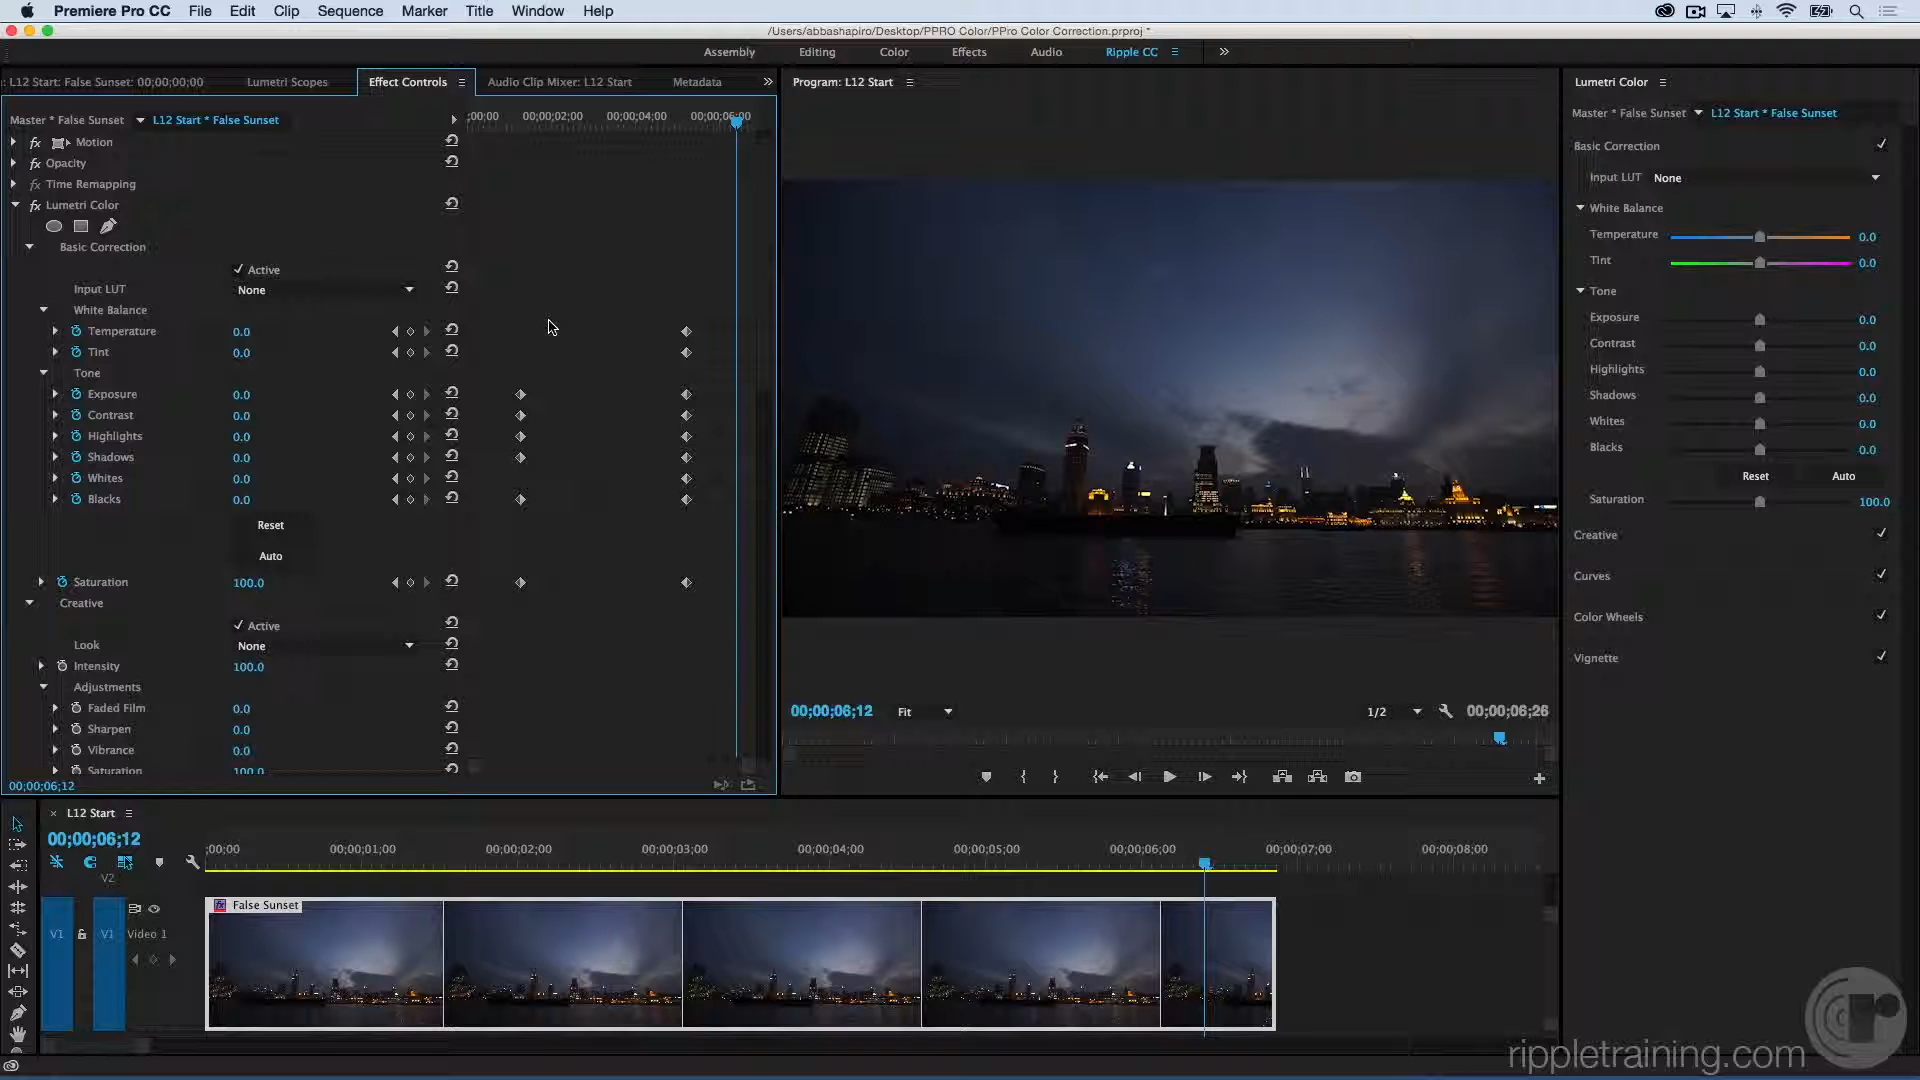 Premiere Pro CC File Edit Clip Sequence Marker Title Window Help
/Users/abbashapiro/Desktop/PPRO Color/PPro Color Correction.prproj *
Assembly Editing Color Effects Audio Ripple CC
: L12 Start: False Sunset: 00;00;00;00 Lumetri Scopes Effect Controls Audio Clip Mixer: L12 Start Metadata
Master * False Sunset L12 Start * False Sunset
;00;00 00;00;02;00 00;00;04;00 00;00;06;00
fx Motion
fx Opacity
fx Time Remapping
fx Lumetri Color
Basic Correction
Active
Input LUT None
White Balance
Temperature 0.0
Tint 0.0
Tone
Exposure 0.0
Contrast 0.0
Highlights 0.0
Shadows 0.0
Whites 0.0
Blacks 0.0
Reset
Auto
Saturation 100.0
Creative
Active
Look None
Intensity 100.0
Adjustments
Faded Film 0.0
Sharpen 0.0
Vibrance 0.0
Saturation 100.0
00;00;06;12
Program: L12 Start
00;00;06;12 Fit 1/2 00;00;06;26
Lumetri Color
Master * False Sunset L12 Start * False Sunset
Basic Correction
Input LUT None
White Balance
Temperature 0.0
Tint 0.0
Tone
Exposure 0.0
Contrast 0.0
Highlights 0.0
Shadows 0.0
Whites 0.0
Blacks 0.0
Reset Auto
Saturation 100.0
Creative
Curves
Color Wheels
Vignette
× L12 Start
00;00;06;12
;00;00 00;00;01;00 00;00;02;00 00;00;03;00 00;00;04;00 00;00;05;00 00;00;06;00 00;00;07;00 00;00;08;00
V2
fx False Sunset
V1 V1 Video 1
rippletraining.com